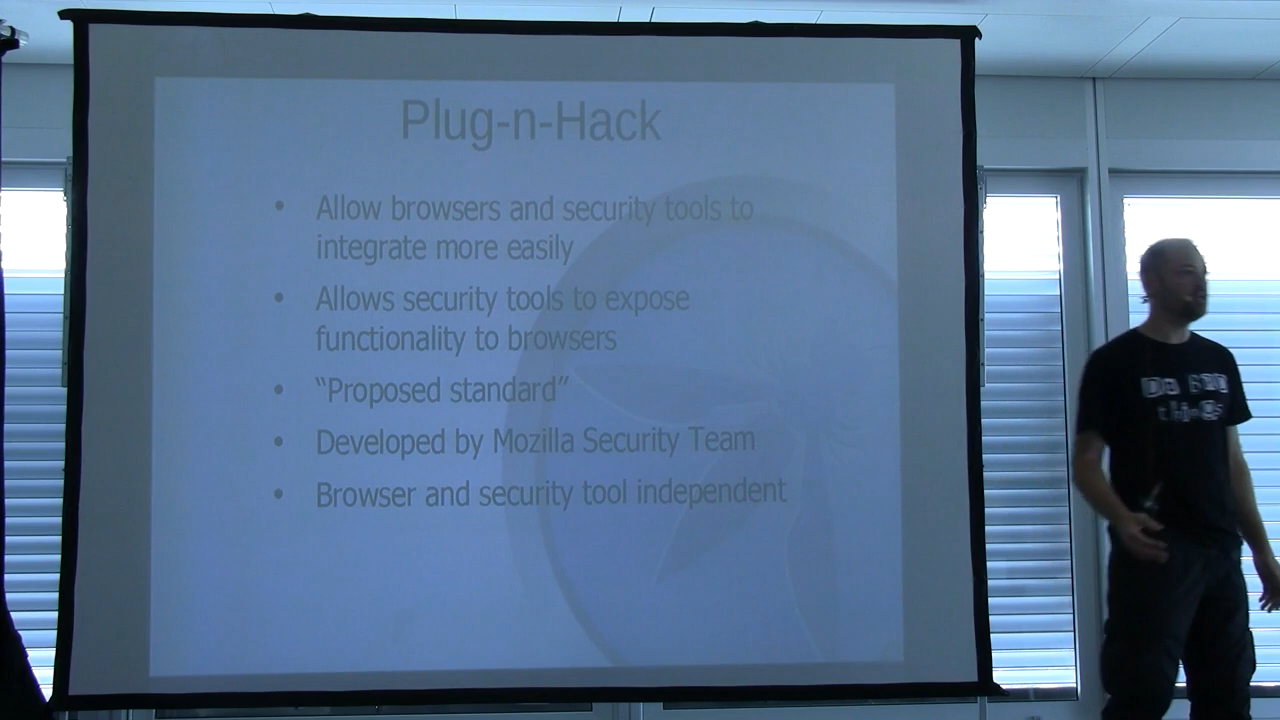 Plug-n-Hack
• Allow browsers and security tools to
integrate more easily
• Allows security tools to expose
functionality to browsers
• “Proposed standard”
• Developed by Mozilla Security Team
• Browser and security tool independent
things